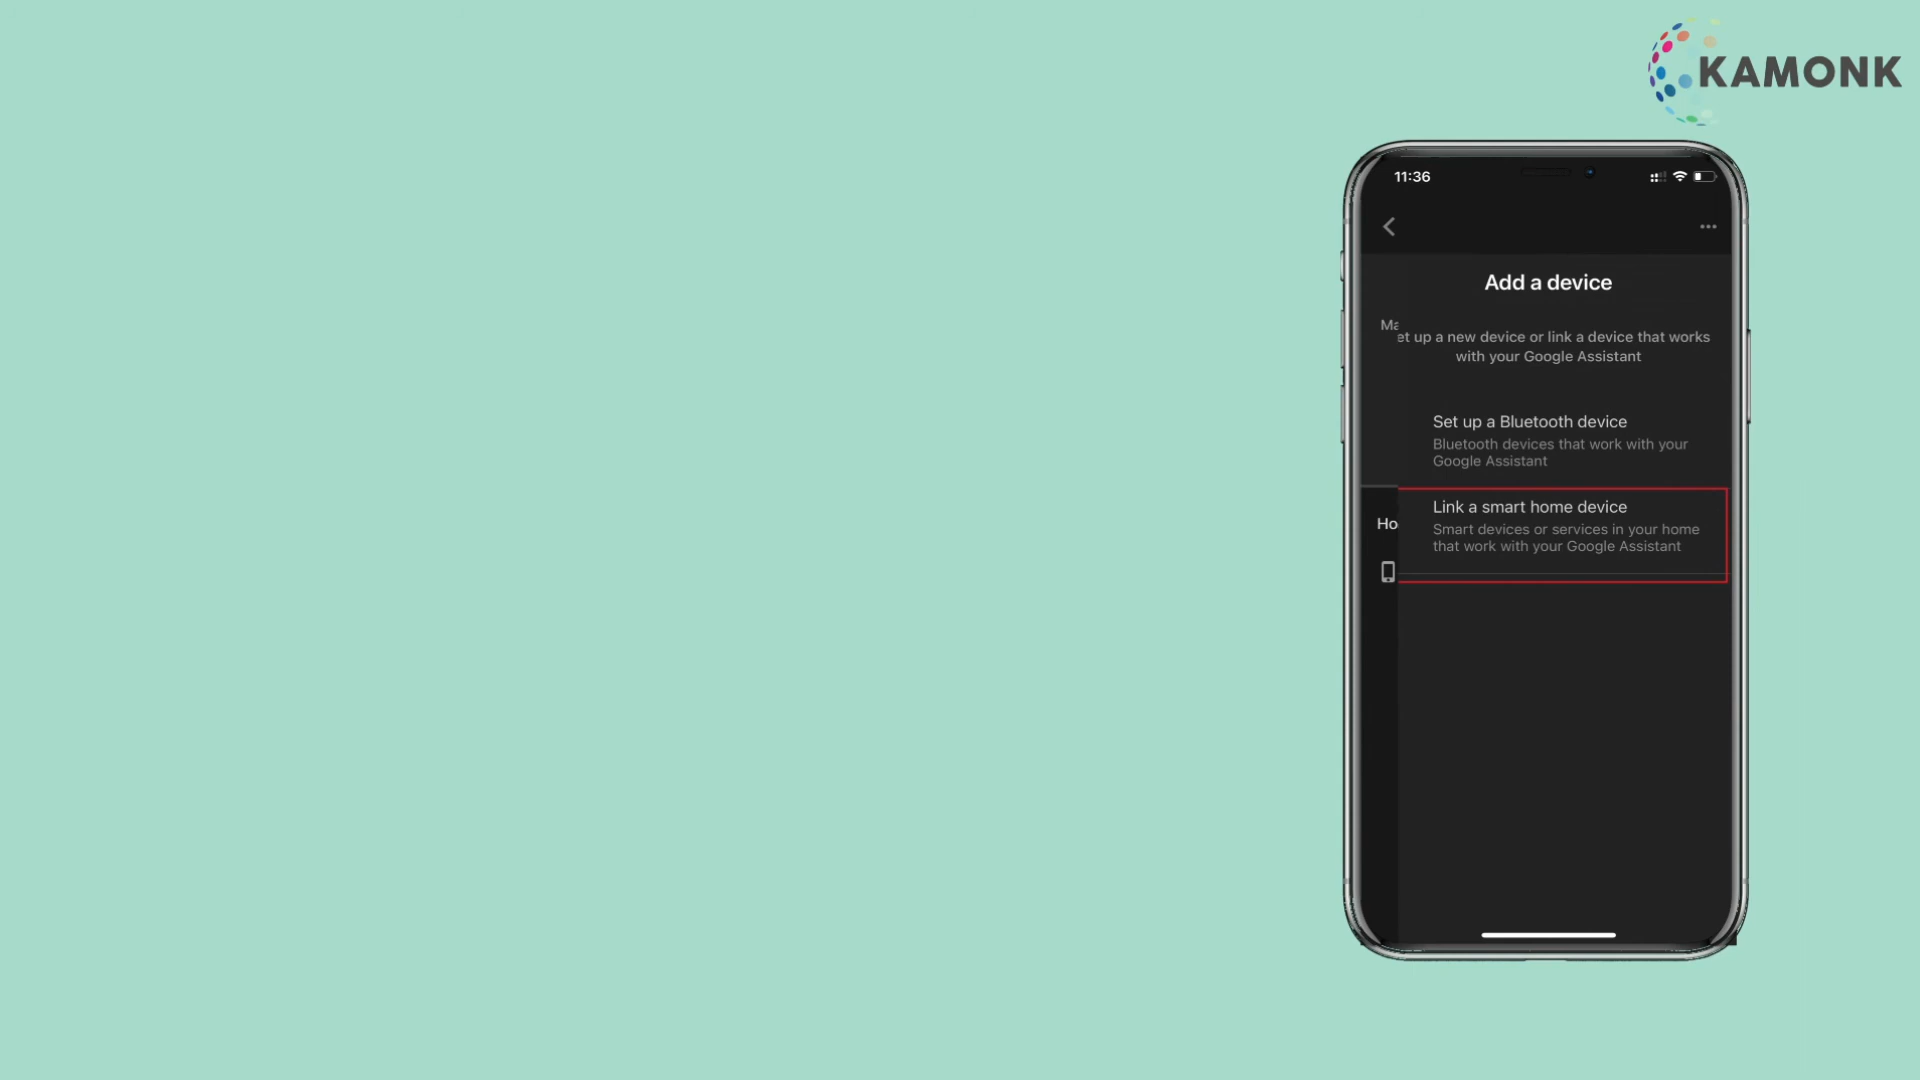 KAMONK
11:36
Add a device
Ma
et up a new device or link a device that works
with your Google Assistant
Set up a Bluetooth device
Bluetooth devices that work with your
Google Assistant
Link a smart home device
Smart devices or services in your home
that work with your Google Assistant
Ho